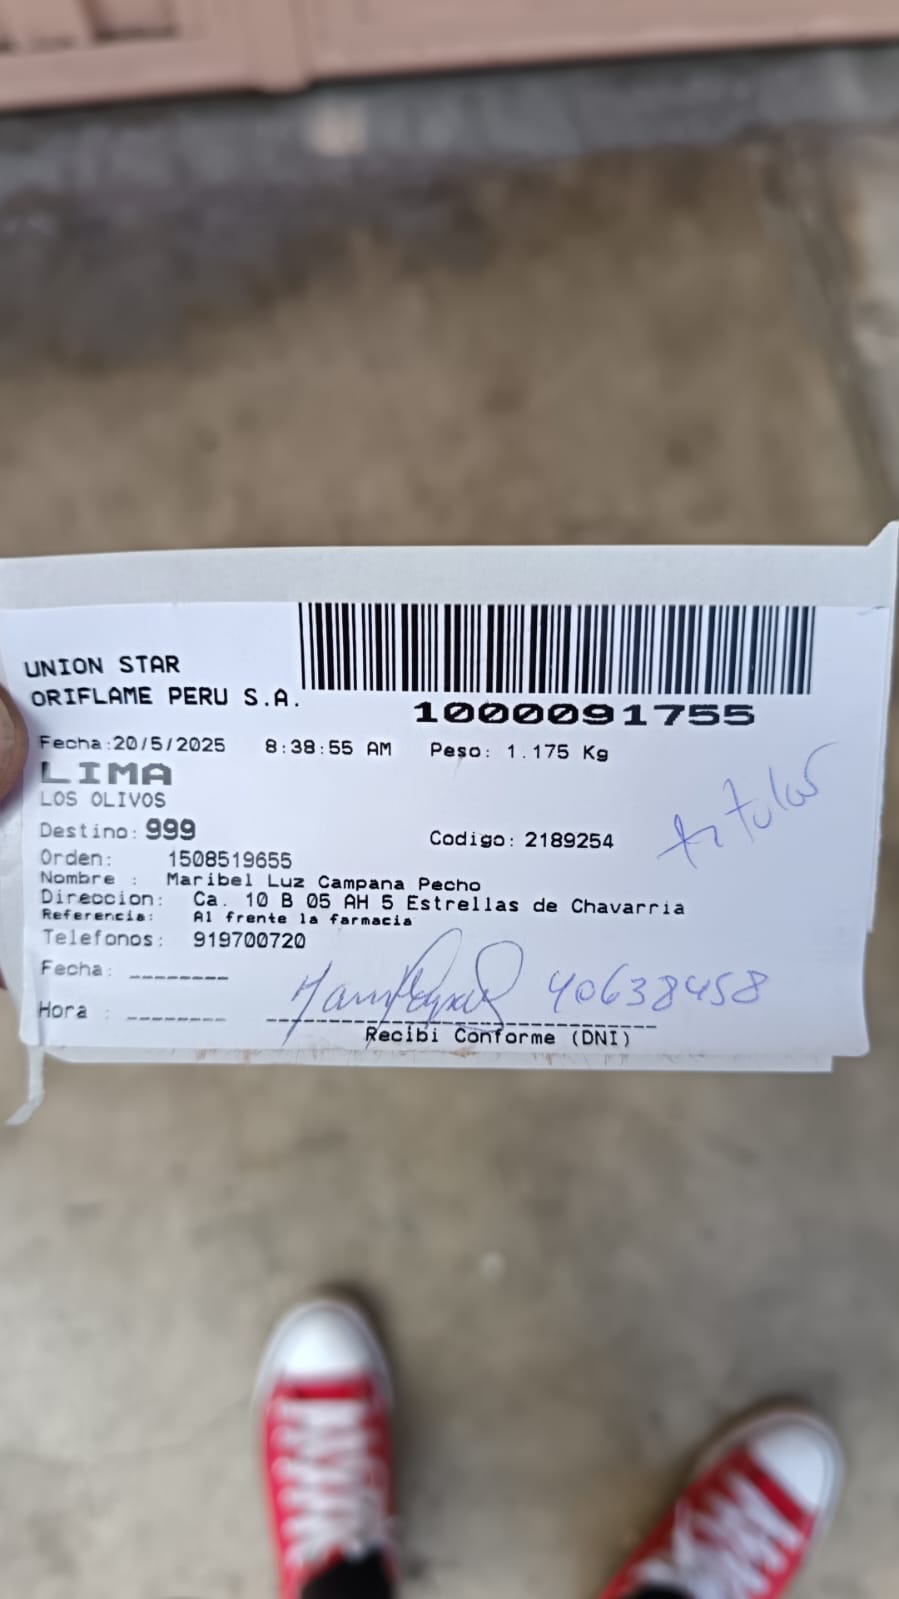 UNION STAR
ORIFLAME PERU S.A.
1000091755
Fecha:20/5/2025 8:38:55 AM Peso: 1.175 Kg
LIMA
LOS OLIVOS
titular
Destino: 999 Codigo: 2189254
Orden: 1508519655
Nombre : Maribel Luz Campana Pecho
Direccion: Ca. 10 B 05 AH 5 Estrellas de Chavarria
Referencia: Al frente la farmacia
Telefonos: 919700720
Fecha: --------
40638458
Hora : --------
Recibi Conforme (DNI)